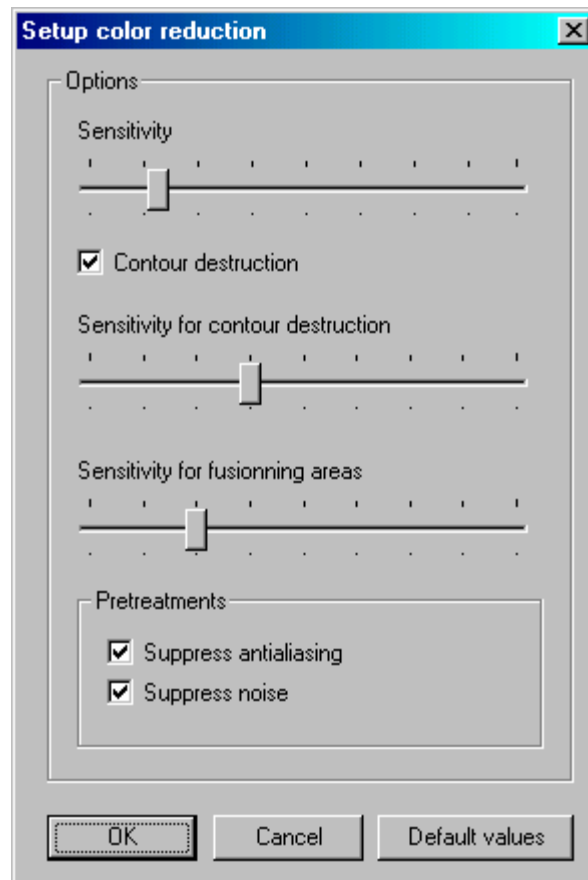 Setup color reduction
Options
Sensitivity
Contour destruction
Sensitivity for contour destruction
Sensitivity for fusionning areas
Pretreatments
Suppress antialiasing
Suppress noise
OK
Cancel
Default values